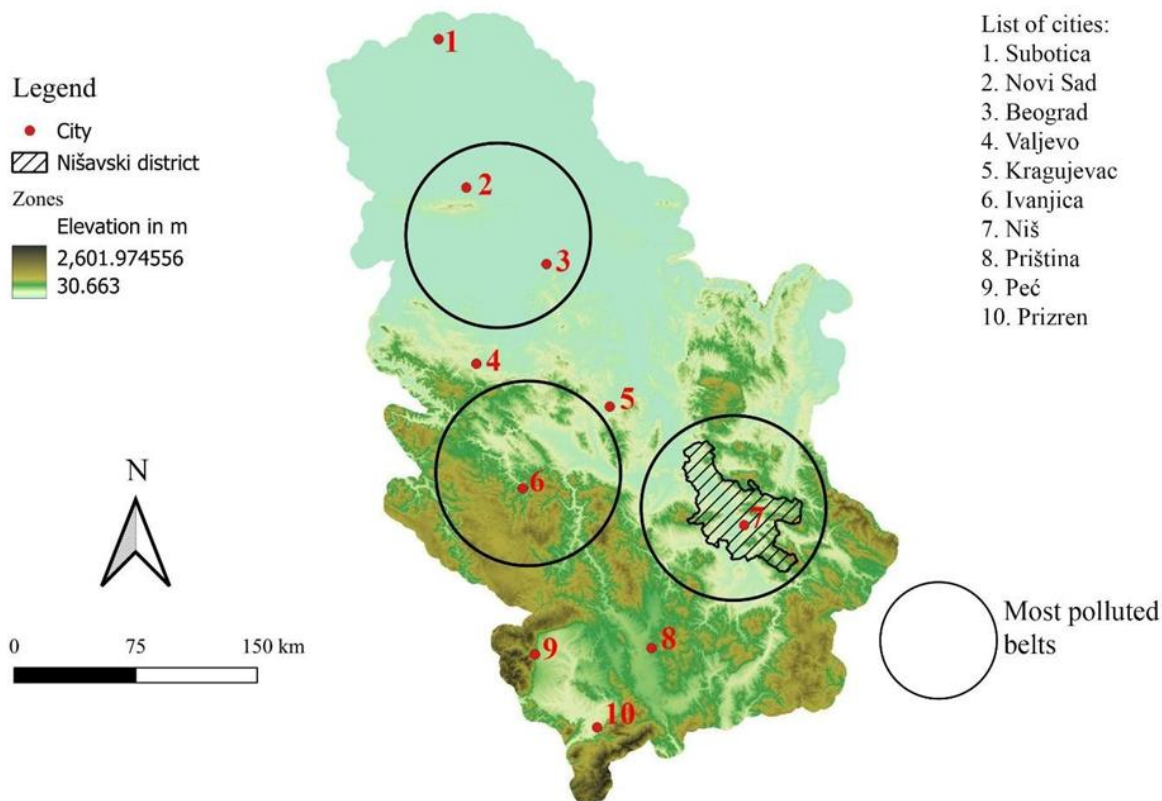 Legend
City
Nišavski district
Zones
Elevation in m
2,601.974556
30.663
N
0 75 150 km
1
2
3
4
5
6
7
8
9
10
List of cities:
1. Subotica
2. Novi Sad
3. Beograd
4. Valjevo
5. Kragujevac
6. Ivanjica
7. Niš
8. Priština
9. Peć
10. Prizren
Most polluted
belts